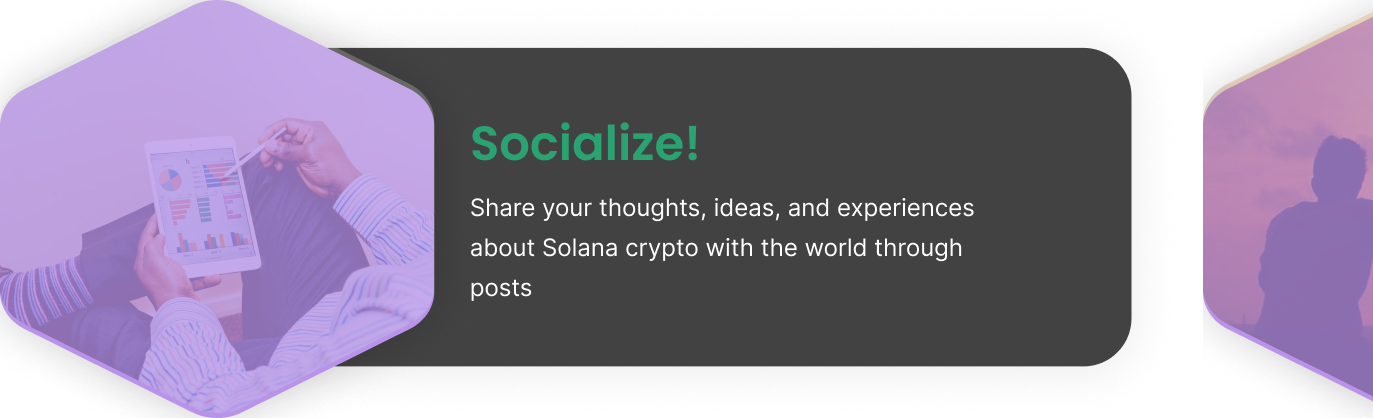 Socialize!
Share your thoughts, ideas, and experiences
about Solana crypto with the world through
posts